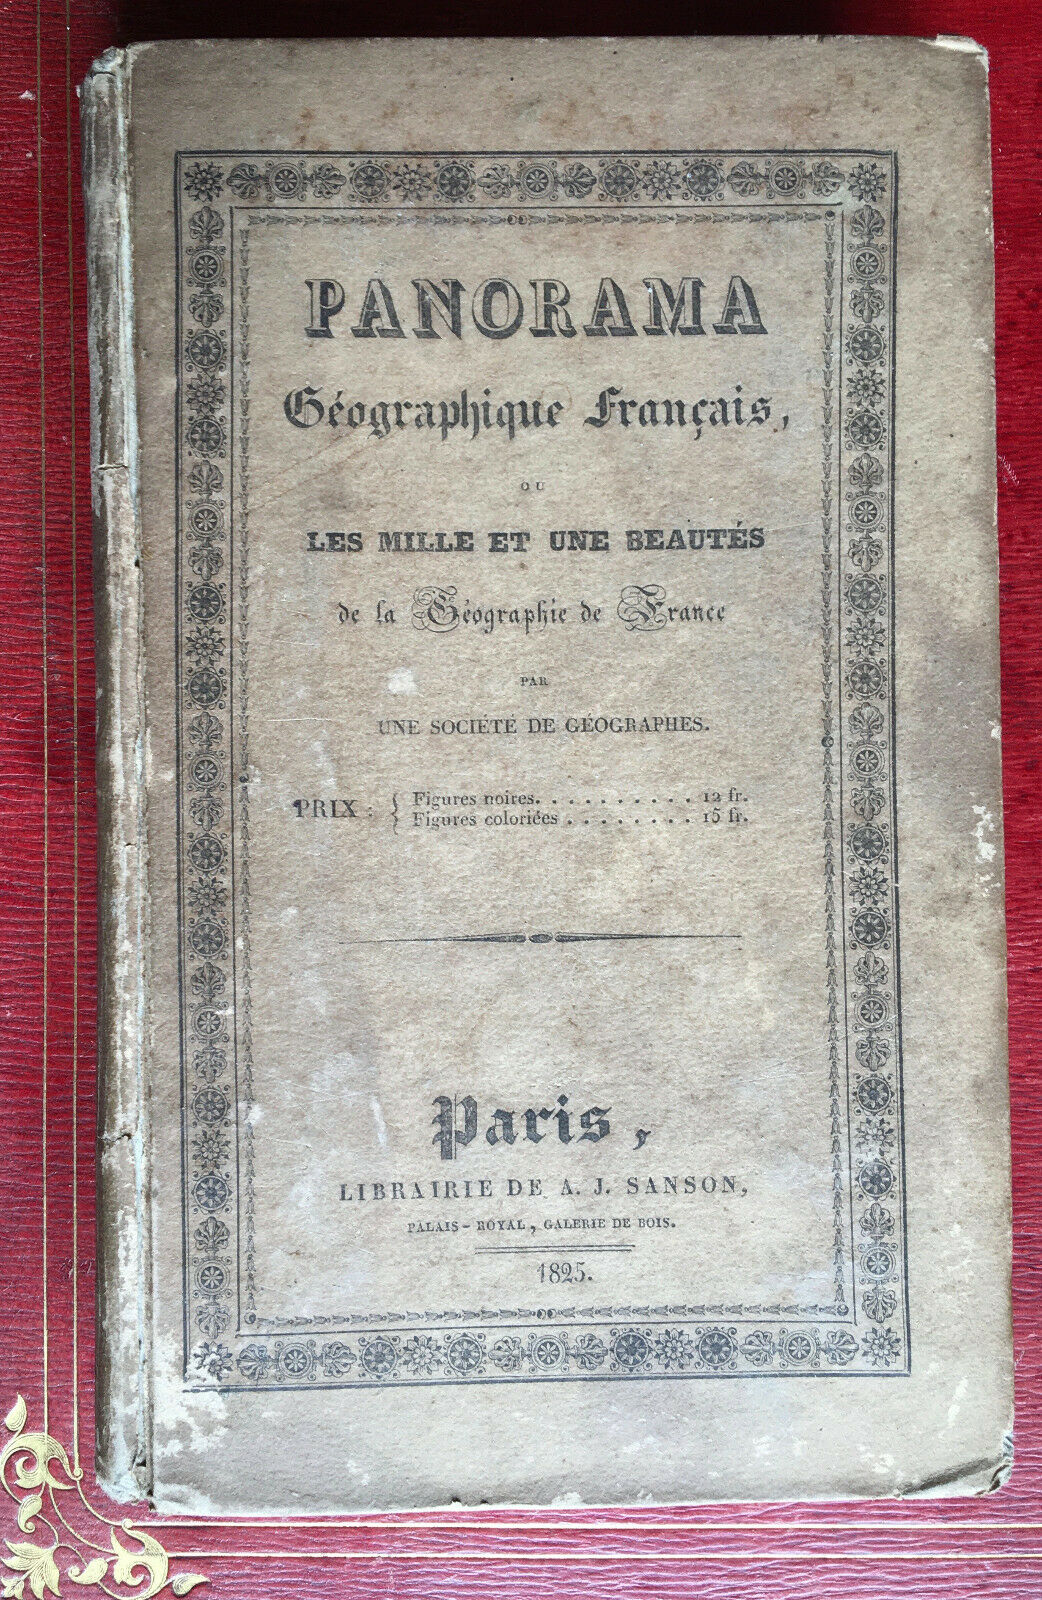 PANORAMA
Géographique Français,
OU
LES MILLE ET UNE BEAUTÉS
de la Géographie de France
PAR
UNE SOCIÉTÉ DE GÉOGRAPHES.
PRIX : { Figures noires. . . . . . . . . . . 12 fr.
Figures coloriées . . . . . . . . 15 fr.
Paris,
LIBRAIRIE DE A. J. SANSON,
PALAIS-ROYAL, GALERIE DE BOIS.
1825.